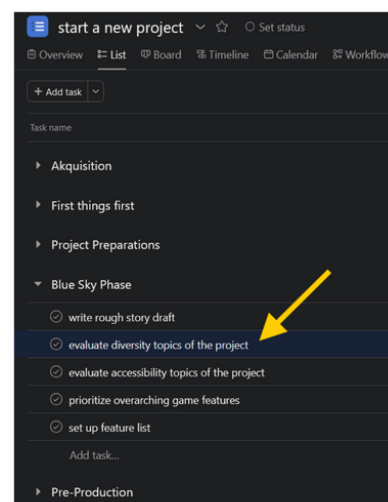 start a new project Set status
Overview List Board Timeline Calendar Workflow
+ Add task
Task name
Akquisition
First things first
Project Preparations
Blue Sky Phase
write rough story draft
evaluate diversity topics of the project
evaluate accessibility topics of the project
prioritize overarching game features
set up feature list
Add task...
Pre-Production